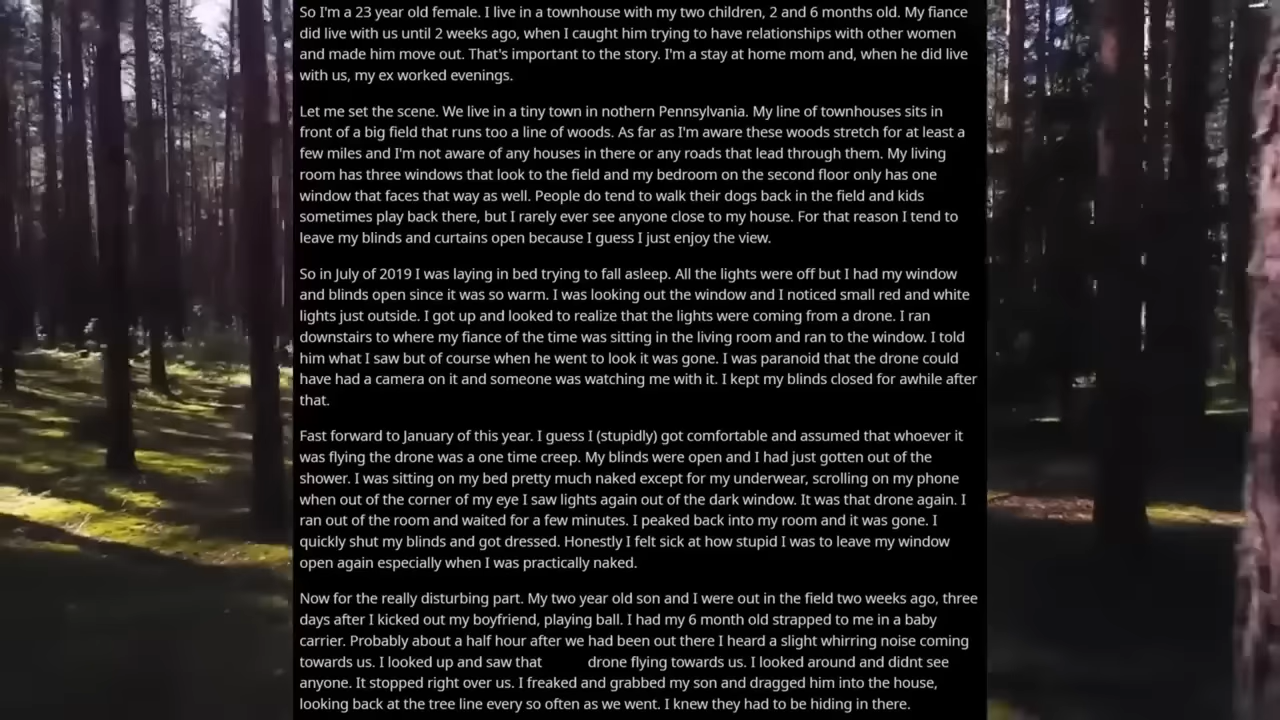 So I'm a 23 year old female. I live in a townhouse with my two children, 2 and 6 months old. My fiance
did live with us until 2 weeks ago, when I caught him trying to have relationships with other women
and made him move out. That's important to the story. I'm a stay at home mom and, when he did live
with us, my ex worked evenings.
Let me set the scene. We live in a tiny town in nothern Pennsylvania. My line of townhouses sits in
front of a big field that runs too a line of woods. As far as I'm aware these woods stretch for at least a
few miles and I'm not aware of any houses in there or any roads that lead through them. My living
room has three windows that look to the field and my bedroom on the second floor only has one
window that faces that way as well. People do tend to walk their dogs back in the field and kids
sometimes play back there, but I rarely ever see anyone close to my house. For that reason I tend to
leave my blinds and curtains open because I guess I just enjoy the view.
So in July of 2019 I was laying in bed trying to fall asleep. All the lights were off but I had my window
and blinds open since it was so warm. I was looking out the window and I noticed small red and white
lights just outside. I got up and looked to realize that the lights were coming from a drone. I ran
downstairs to where my fiance of the time was sitting in the living room and ran to the window. I told
him what I saw but of course when he went to look it was gone. I was paranoid that the drone could
have had a camera on it and someone was watching me with it. I kept my blinds closed for awhile after
that.
Fast forward to January of this year. I guess I (stupidly) got comfortable and assumed that whoever it
was flying the drone was a one time creep. My blinds were open and I had just gotten out of the
shower. I was sitting on my bed pretty much naked except for my underwear, scrolling on my phone
when out of the corner of my eye I saw lights again out of the dark window. It was that drone again. I
ran out of the room and waited for a few minutes. I peaked back into my room and it was gone. I
quickly shut my blinds and got dressed. Honestly I felt sick at how stupid I was to leave my window
open again especially when I was practically naked.
Now for the really disturbing part. My two year old son and I were out in the field two weeks ago, three
days after I kicked out my boyfriend, playing ball. I had my 6 month old strapped to me in a baby
carrier. Probably about a half hour after we had been out there I heard a slight whirring noise coming
towards us. I looked up and saw that drone flying towards us. I looked around and didnt see
anyone. It stopped right over us. I freaked and grabbed my son and dragged him into the house,
looking back at the tree line every so often as we went. I knew they had to be hiding in there.